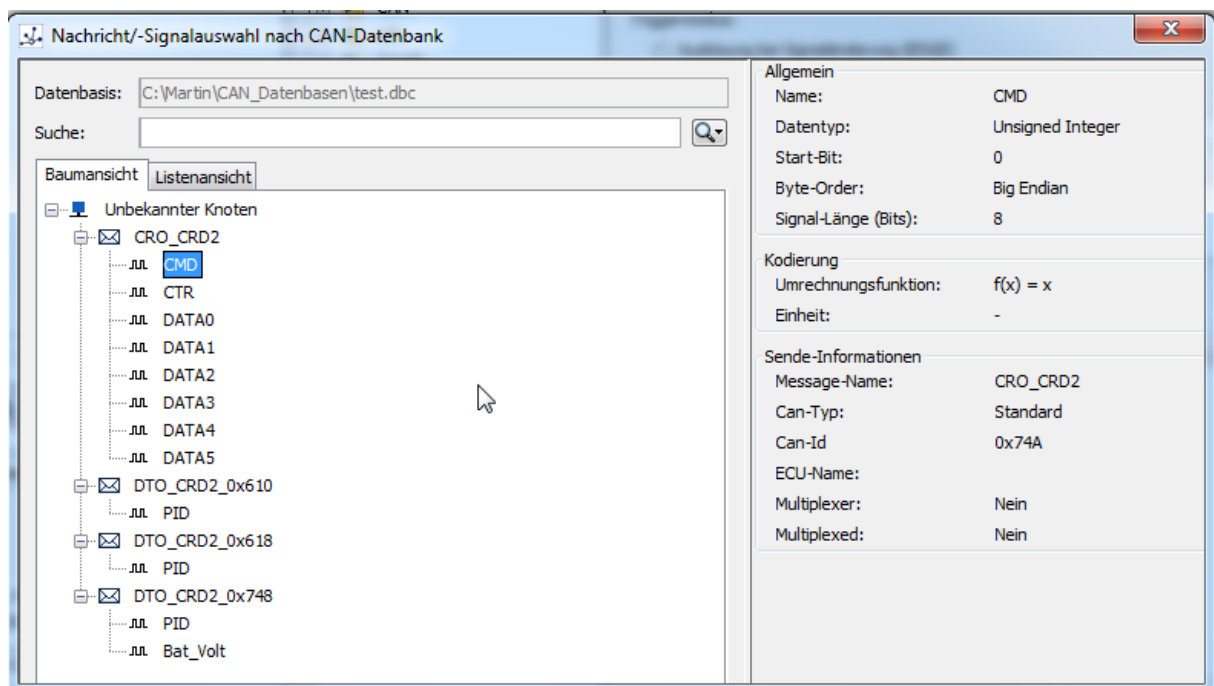 Nachricht/-Signalauswahl nach CAN-Datenbank
Datenbasis: C:\Martin\CAN_Datenbasen\test.dbc
Suche:
Baumansicht Listenansicht
Unbekannter Knoten
CRO_CRD2
CMD
CTR
DATA0
DATA1
DATA2
DATA3
DATA4
DATA5
DTO_CRD2_0x610
PID
DTO_CRD2_0x618
PID
DTO_CRD2_0x748
PID
Bat_Volt
Allgemein
Name: CMD
Datentyp: Unsigned Integer
Start-Bit: 0
Byte-Order: Big Endian
Signal-Länge (Bits): 8
Kodierung
Umrechnungsfunktion: f(x) = x
Einheit: -
Sende-Informationen
Message-Name: CRO_CRD2
Can-Typ: Standard
Can-Id 0x74A
ECU-Name:
Multiplexer: Nein
Multiplexed: Nein